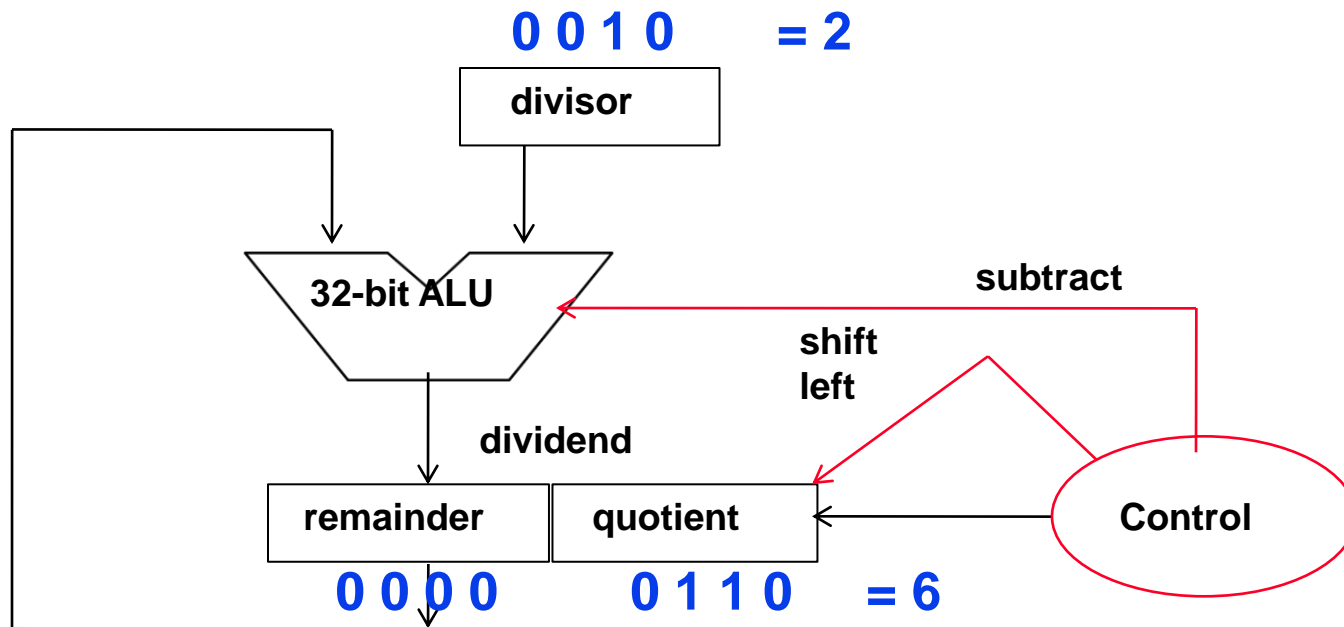 0 0 1 0 = 2
divisor
32-bit ALU
subtract
shift
left
dividend
remainder
quotient
Control
0 0 0 0 0 1 1 0 = 6